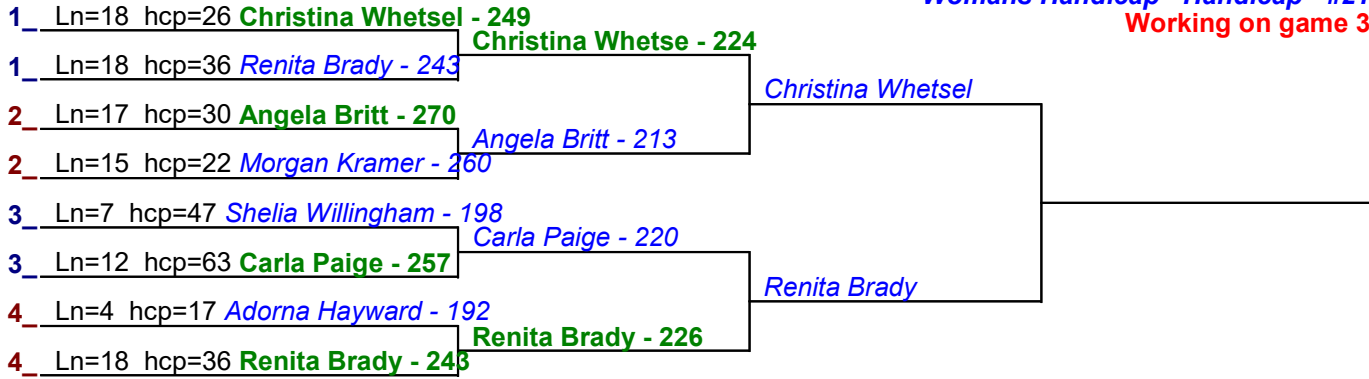 Womans Handicap - Handicap - #21
Working on game 3
1_ Ln=18 hcp=26 Christina Whetsel - 249
Christina Whetse - 224
1_ Ln=18 hcp=36 Renita Brady - 243
Christina Whetsel
2_ Ln=17 hcp=30 Angela Britt - 270
Angela Britt - 213
2_ Ln=15 hcp=22 Morgan Kramer - 260
3_ Ln=7 hcp=47 Shelia Willingham - 198
Carla Paige - 220
3_ Ln=12 hcp=63 Carla Paige - 257
Renita Brady
4_ Ln=4 hcp=17 Adorna Hayward - 192
Renita Brady - 226
4_ Ln=18 hcp=36 Renita Brady - 243